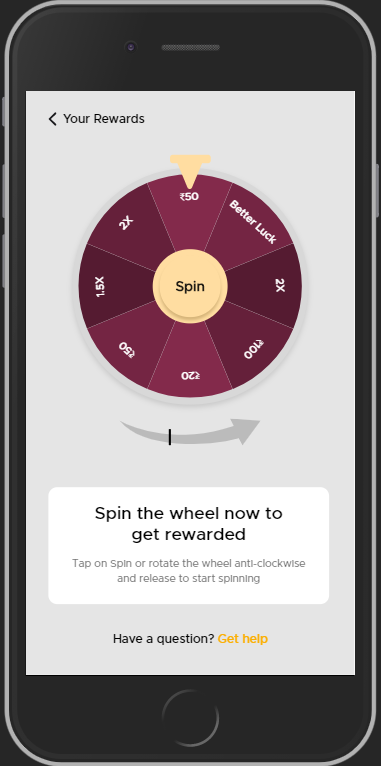 Your Rewards
₹50
Better Luck
2X
₹100
₹20
₹50
1.5X
2X
Spin
Spin the wheel now to
get rewarded
Tap on Spin or rotate the wheel anti-clockwise
and release to start spinning
Have a question? Get help